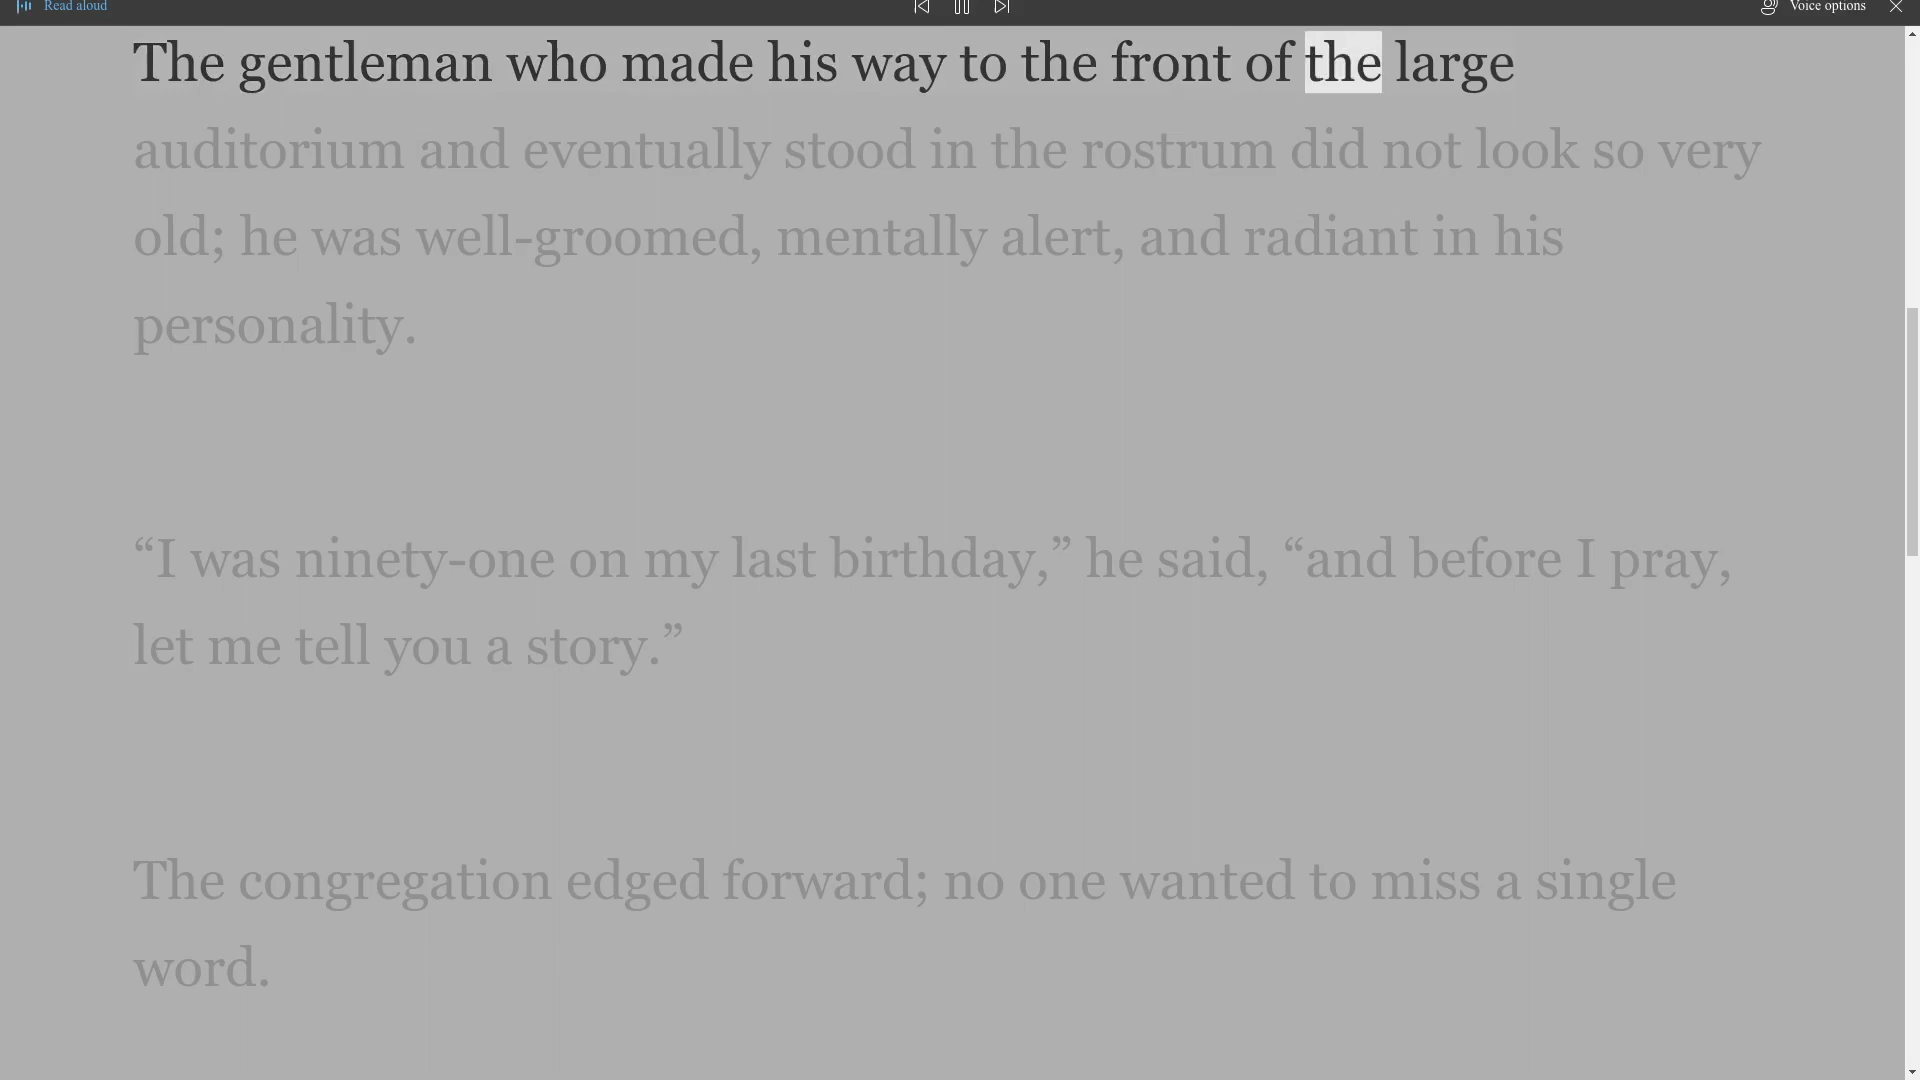 Read aloud
Voice options
The gentleman who made his way to the front of the large
auditorium and eventually stood in the rostrum did not look so very
old; he was well-groomed, mentally alert, and radiant in his
personality.
“I was ninety-one on my last birthday,” he said, “and before I pray,
let me tell you a story.”
The congregation edged forward; no one wanted to miss a single
word.